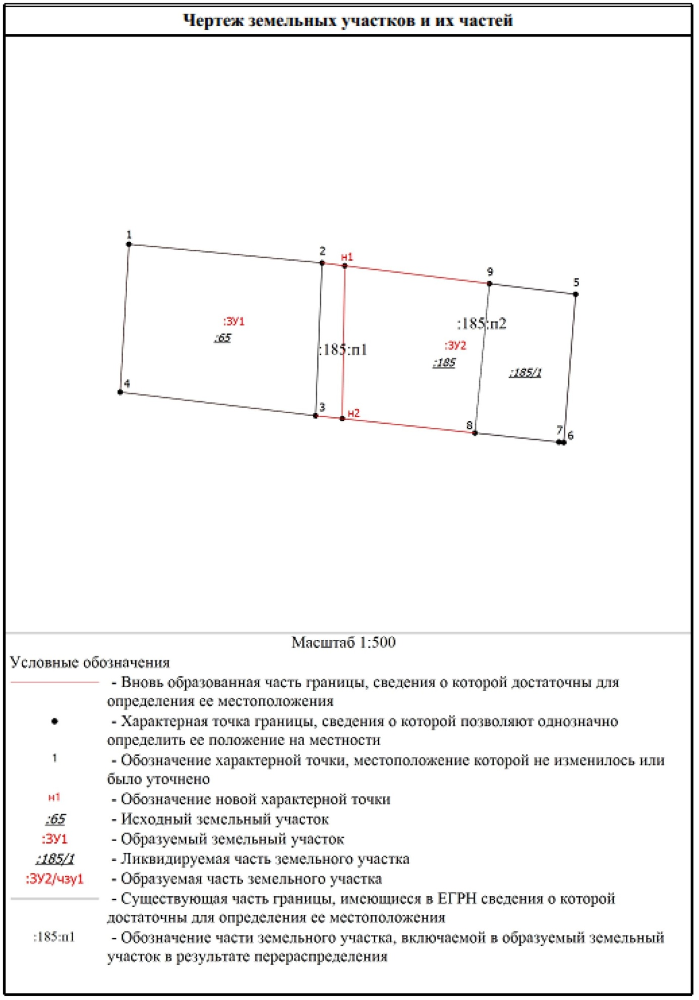 Чертеж земельных участков и их частей
1
2
н1
9
5
:ЗУ1
:65
:185:п2
:185:п1
:ЗУ2
:185
:185/1
4
3
н2
8
7
6
Масштаб 1:500
Условные обозначения
- Вновь образованная часть границы, сведения о которой достаточны для
определения ее местоположения
- Характерная точка границы, сведения о которой позволяют однозначно
определить ее положение на местности
1 - Обозначение характерной точки, местоположение которой не изменилось или
было уточнено
н1 - Обозначение новой характерной точки
:65 - Исходный земельный участок
:ЗУ1 - Образуемый земельный участок
:185/1 - Ликвидируемая часть земельного участка
:ЗУ2/чзу1 - Образуемая часть земельного участка
- Существующая часть границы, имеющиеся в ЕГРН сведения о которой
достаточны для определения ее местоположения
:185:п1 - Обозначение части земельного участка, включаемой в образуемый земельный
участок в результате перераспределения